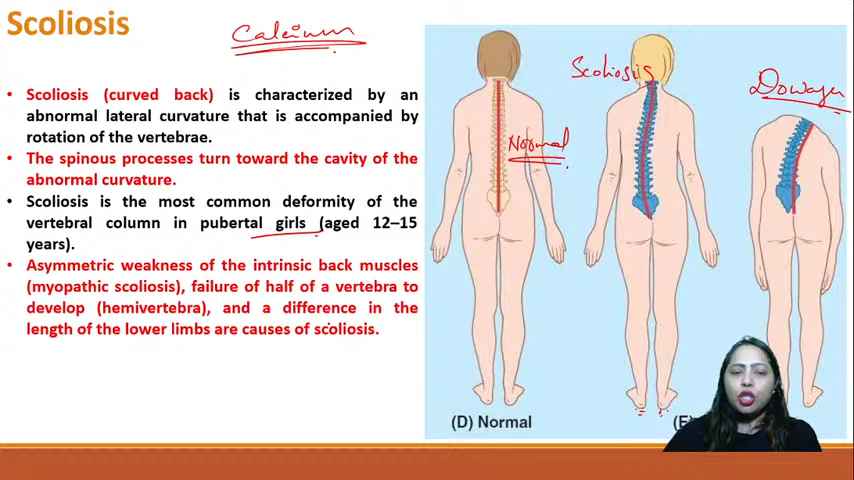 Scoliosis
Calcium
• Scoliosis (curved back) is characterized by an
abnormal lateral curvature that is accompanied by
rotation of the vertebrae.
• The spinous processes turn toward the cavity of the
abnormal curvature.
• Scoliosis is the most common deformity of the
vertebral column in pubertal girls (aged 12–15
years).
• Asymmetric weakness of the intrinsic back muscles
(myopathic scoliosis), failure of half of a vertebra to
develop (hemivertebra), and a difference in the
length of the lower limbs are causes of scoliosis.
Scoliosis
Dowager
Normal
(D) Normal
(E)